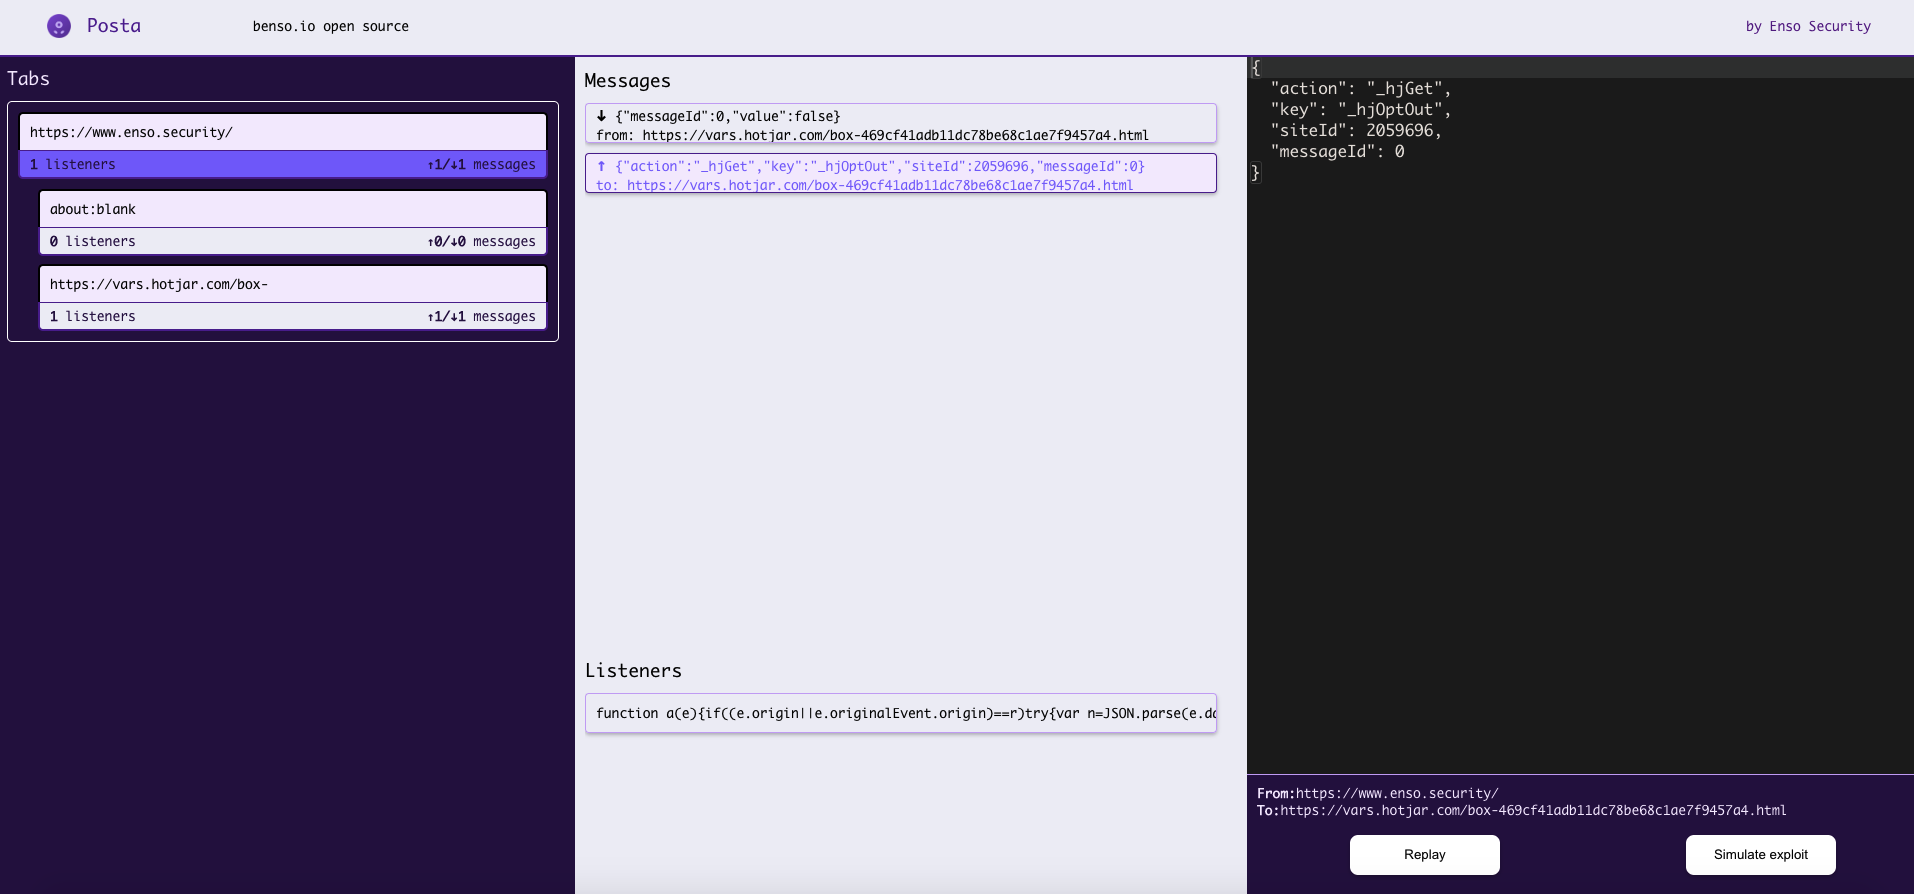 Posta
benso.io open source
by Enso Security
Tabs
https://www.enso.security/
1 listeners ↑1/↓1 messages
about:blank
0 listeners ↑0/↓0 messages
https://vars.hotjar.com/box-
1 listeners ↑1/↓1 messages
Messages
↓ {"messageId":0,"value":false}
from: https://vars.hotjar.com/box-469cf41adb11dc78be68c1ae7f9457a4.html
↑ {"action":"_hjGet","key":"_hjOptOut","siteId":2059696,"messageId":0}
to: https://vars.hotjar.com/box-469cf41adb11dc78be68c1ae7f9457a4.html
Listeners
function a(e){if((e.origin||e.originalEvent.origin)==r)try{var n=JSON.parse(e.da
{
"action": "_hjGet",
"key": "_hjOptOut",
"siteId": 2059696,
"messageId": 0
}
From:https://www.enso.security/
To:https://vars.hotjar.com/box-469cf41adb11dc78be68c1ae7f9457a4.html
Replay
Simulate exploit